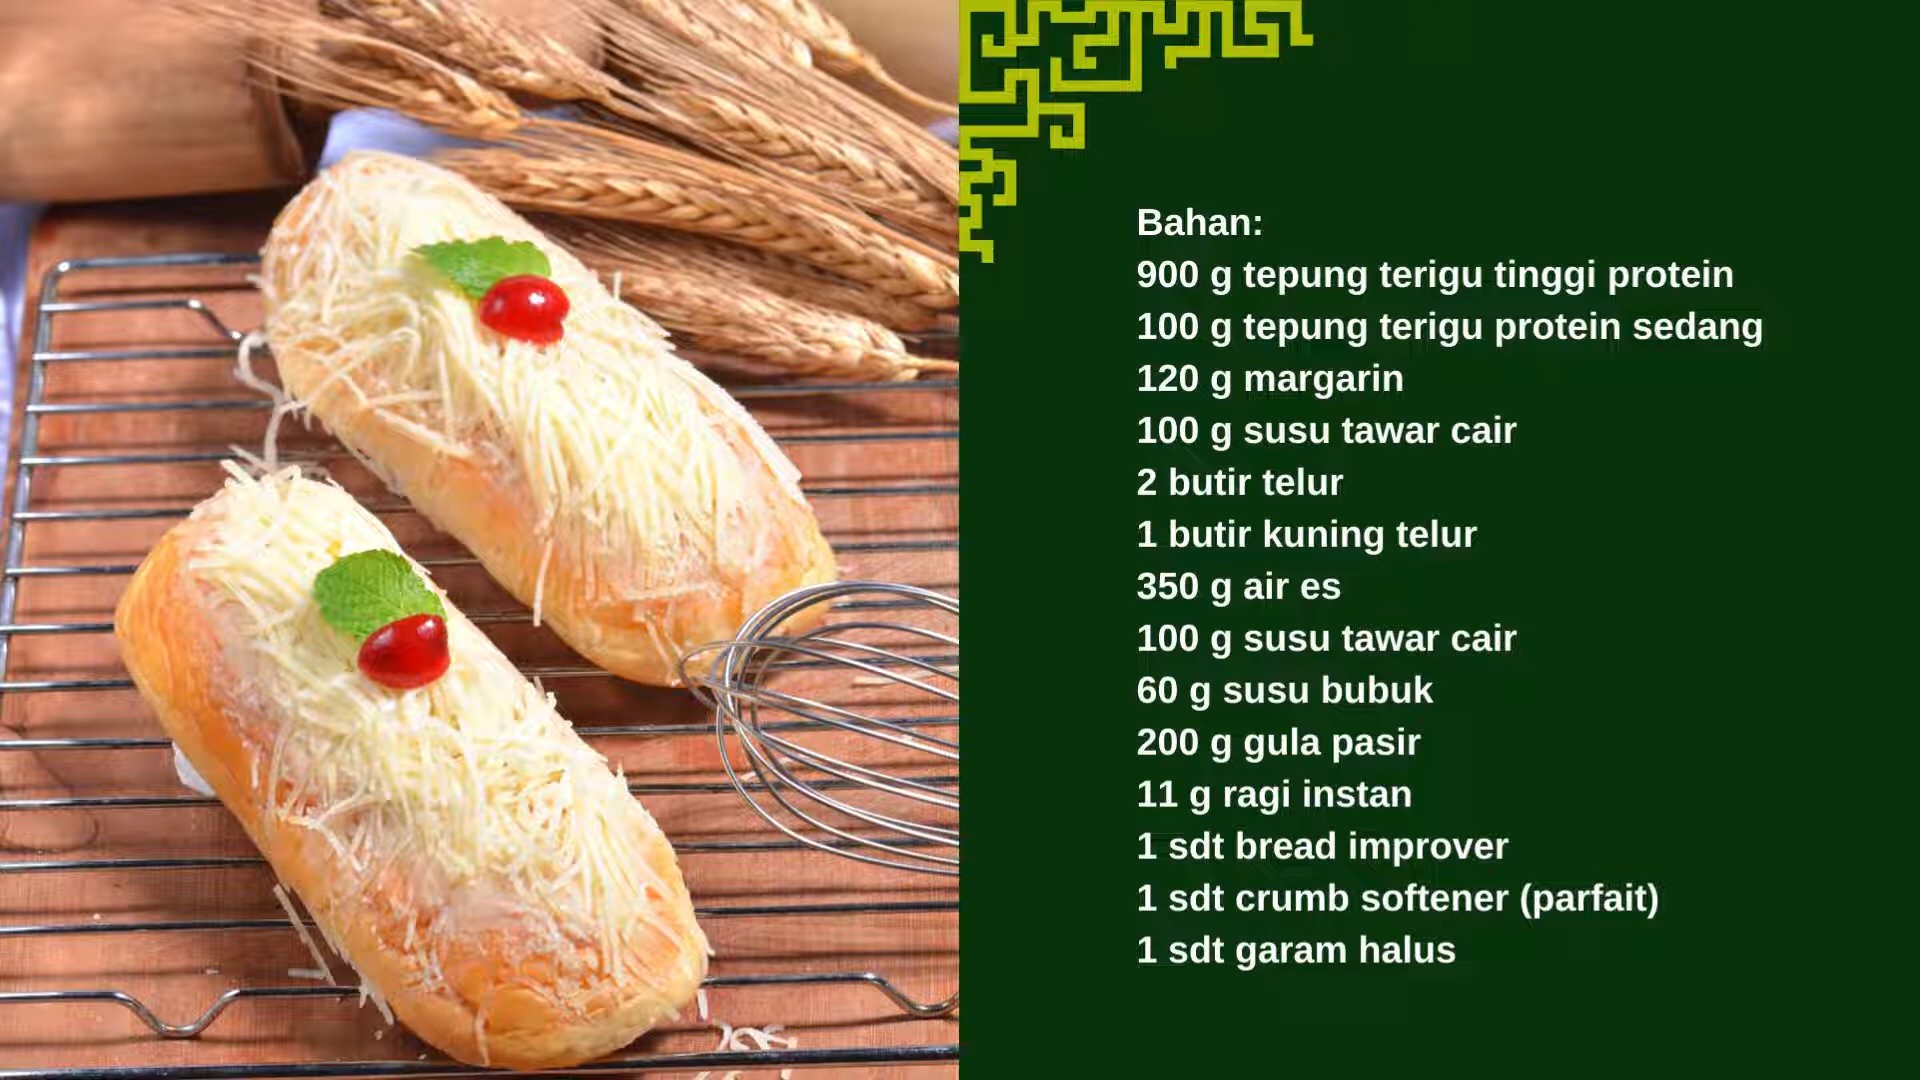 Bahan:
900 g tepung terigu tinggi protein
100 g tepung terigu protein sedang
120 g margarin
100 g susu tawar cair
2 butir telur
1 butir kuning telur
350 g air es
100 g susu tawar cair
60 g susu bubuk
200 g gula pasir
11 g ragi instan
1 sdt bread improver
1 sdt crumb softener (parfait)
1 sdt garam halus